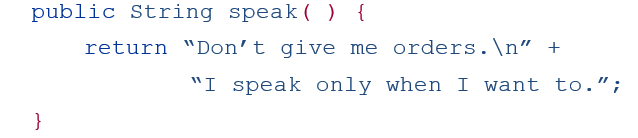 public String speak( ) {
return “Don’t give me orders.\n” +
“I speak only when I want to.”;
}